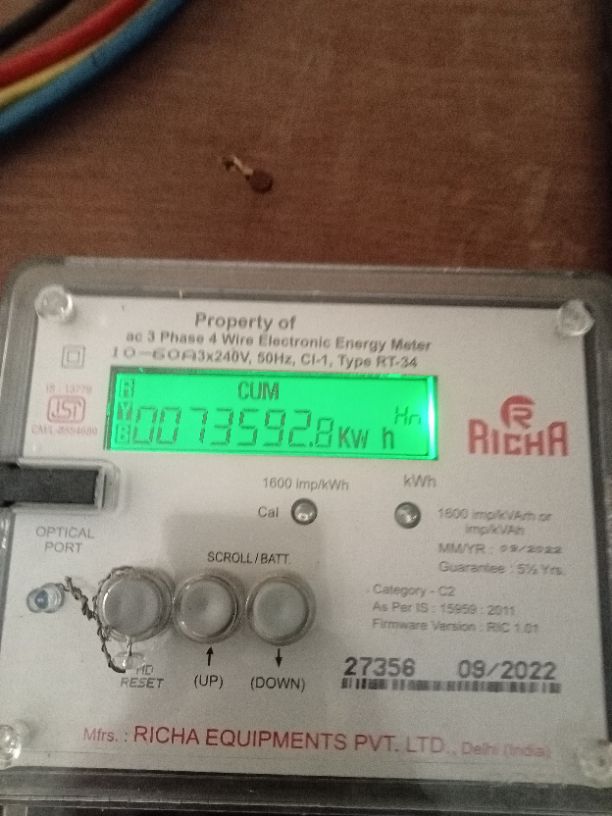 Property of
ac 3 Phase 4 Wire Electronic Energy Meter
10-60A 3x240V, 50Hz, Cl-1, Type RT-34
IS : 13779
ISI
R
Y
B
CUM
0073592.8 KW h
RICHA
1600 imp/kWh
kWh
Cal
1600 imp/kVArh or
imp/kVAh
OPTICAL
PORT
MM/YR : 09/2022
Guarantee : 5½ Yrs.
SCROLL/BATT.
Category - C2
As Per IS : 15959 : 2011
Firmware Version : RIC 1.01
MD
RESET
(UP)
(DOWN)
27356 09/2022
Mfrs. : RICHA EQUIPMENTS PVT. LTD., Delhi (India)